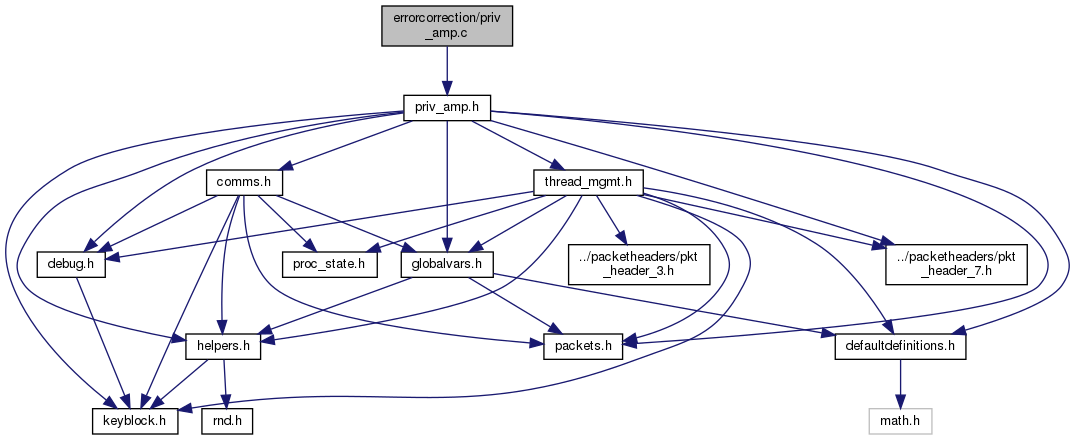 errorcorrection/priv
_amp.c
priv_amp.h
comms.h
thread_mgmt.h
debug.h
proc_state.h
globalvars.h
../packetheaders/pkt
_header_3.h
../packetheaders/pkt
_header_7.h
helpers.h
packets.h
defaultdefinitions.h
keyblock.h
rnd.h
math.h